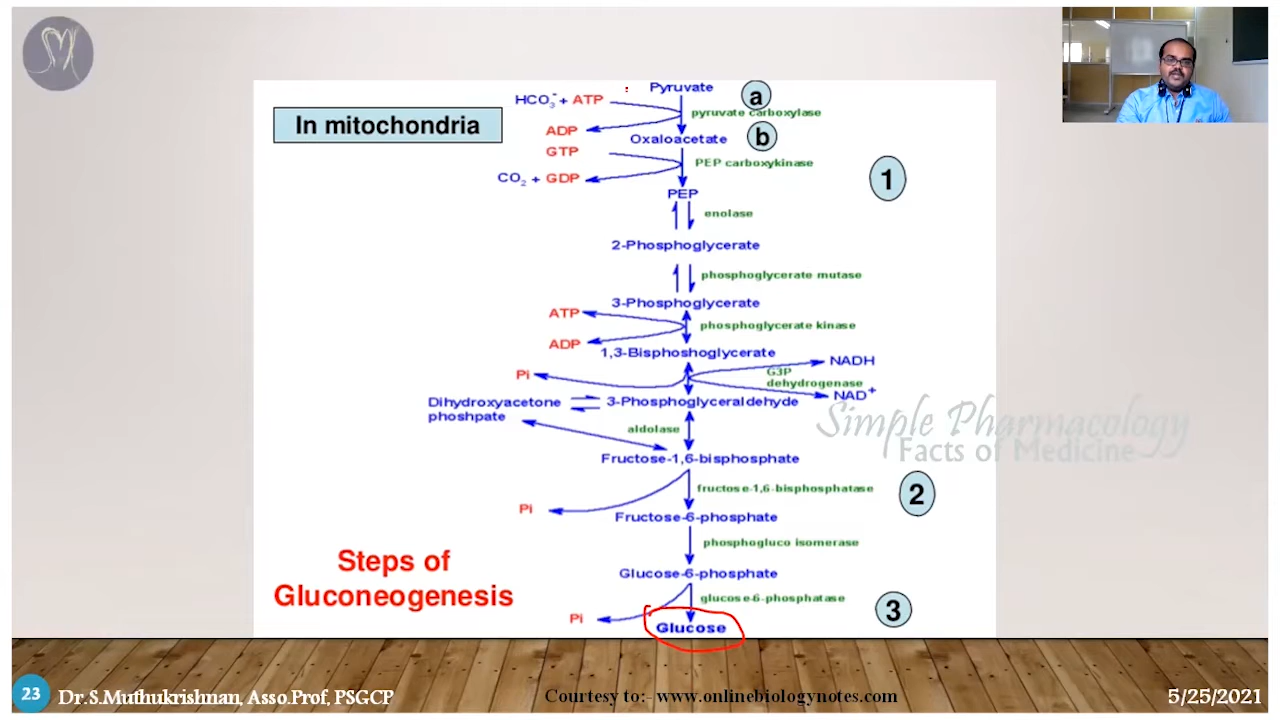 Pyruvate
a
HCO3- + ATP
pyruvate carboxylase
In mitochondria
ADP
Oxaloacetate
b
GTP
PEP carboxykinase
CO2 + GDP
1
PEP
enolase
2-Phosphoglycerate
phosphoglycerate mutase
3-Phosphoglycerate
ATP
phosphoglycerate kinase
ADP
1,3-Bisphoshoglycerate
NADH
Pi
G3P
dehydrogenase
NAD+
Dihydroxyacetone
phoshpate
3-Phosphoglyceraldehyde
Simple Pharmacology
Facts of Medicine
aldolase
Fructose-1,6-bisphosphate
fructose-1,6-bisphosphatase
2
Pi
Fructose-6-phosphate
phosphogluco isomerase
Steps of
Gluconeogenesis
Glucose-6-phosphate
glucose-6-phosphatase
3
Pi
Glucose
23
Dr.S.Muthukrishnan, Asso.Prof, PSGCP
Courtesy to:- www.onlinebiologynotes.com
5/25/2021